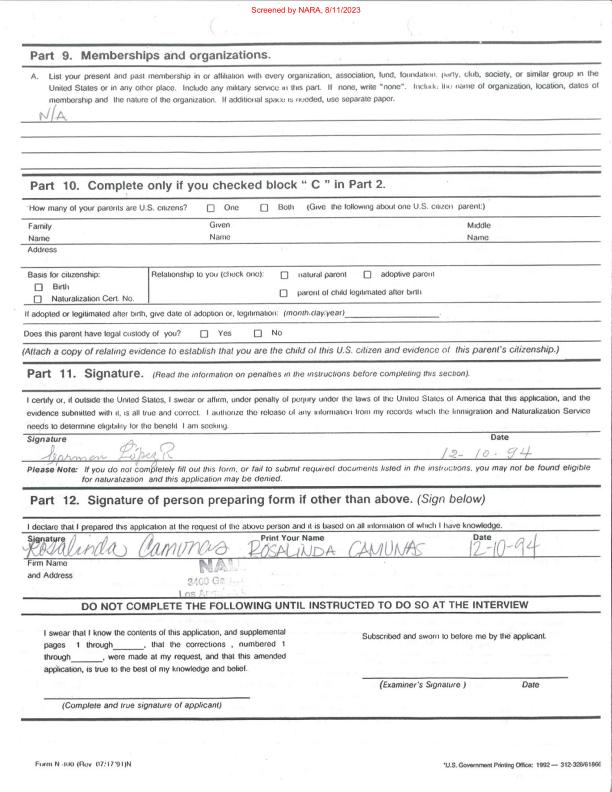 Screened by NARA, 8/11/2023
Part 9. Memberships and organizations.
A. List your present and past membership in or affiliation with every organization, association, fund, foundation, party, club, society, or similar group in the
United States or in any other place. Include any military service in this part. If none, write "none". Include the name of organization, location, dates of
membership and the nature of the organization. If additional space is needed, use separate paper.
N/A
Part 10. Complete only if you checked block " C " in Part 2.
How many of your parents are U.S. citizens? One Both (Give the following about one U.S. citizen parent:)
Family Given Middle
Name Name Name
Address
Basis for citizenship: Relationship to you (check one): natural parent adoptive parent
Birth
Naturalization Cert. No. parent of child legitimated after birth
If adopted or legitimated after birth, give date of adoption or, legitimation: (month,day,year)
Does this parent have legal custody of you? Yes No
(Attach a copy of relating evidence to establish that you are the child of this U.S. citizen and evidence of this parent's citizenship.)
Part 11. Signature. (Read the information on penalties in the instructions before completing this section).
I certify or, if outside the United States, I swear or affirm, under penalty of perjury under the laws of the United States of America that this application, and the
evidence submitted with it, is all true and correct. I authorize the release of any information from my records which the Immigration and Naturalization Service
needs to determine eligibility for the benefit I am seeking.
Signature Date
Carmen López R 12-10-94
Please Note: If you do not completely fill out this form, or fail to submit required documents listed in the instructions, you may not be found eligible
for naturalization and this application may be denied.
Part 12. Signature of person preparing form if other than above. (Sign below)
I declare that I prepared this application at the request of the above person and it is based on all information of which I have knowledge.
Signature Print Your Name Date
Rosalinda Camunas ROSALINDA CAMUNAS 12-10-94
Firm Name
and Address
3400
Los
DO NOT COMPLETE THE FOLLOWING UNTIL INSTRUCTED TO DO SO AT THE INTERVIEW
I swear that I know the contents of this application, and supplemental
pages 1 through______, that the corrections , numbered 1
through______, were made at my request, and that this amended
application, is true to the best of my knowledge and belief.
(Complete and true signature of applicant)
Subscribed and sworn to before me by the applicant.
(Examiner's Signature ) Date
Form N-400 (Rev 07/17/91)N *U.S. Government Printing Office: 1992 — 312-328/61866